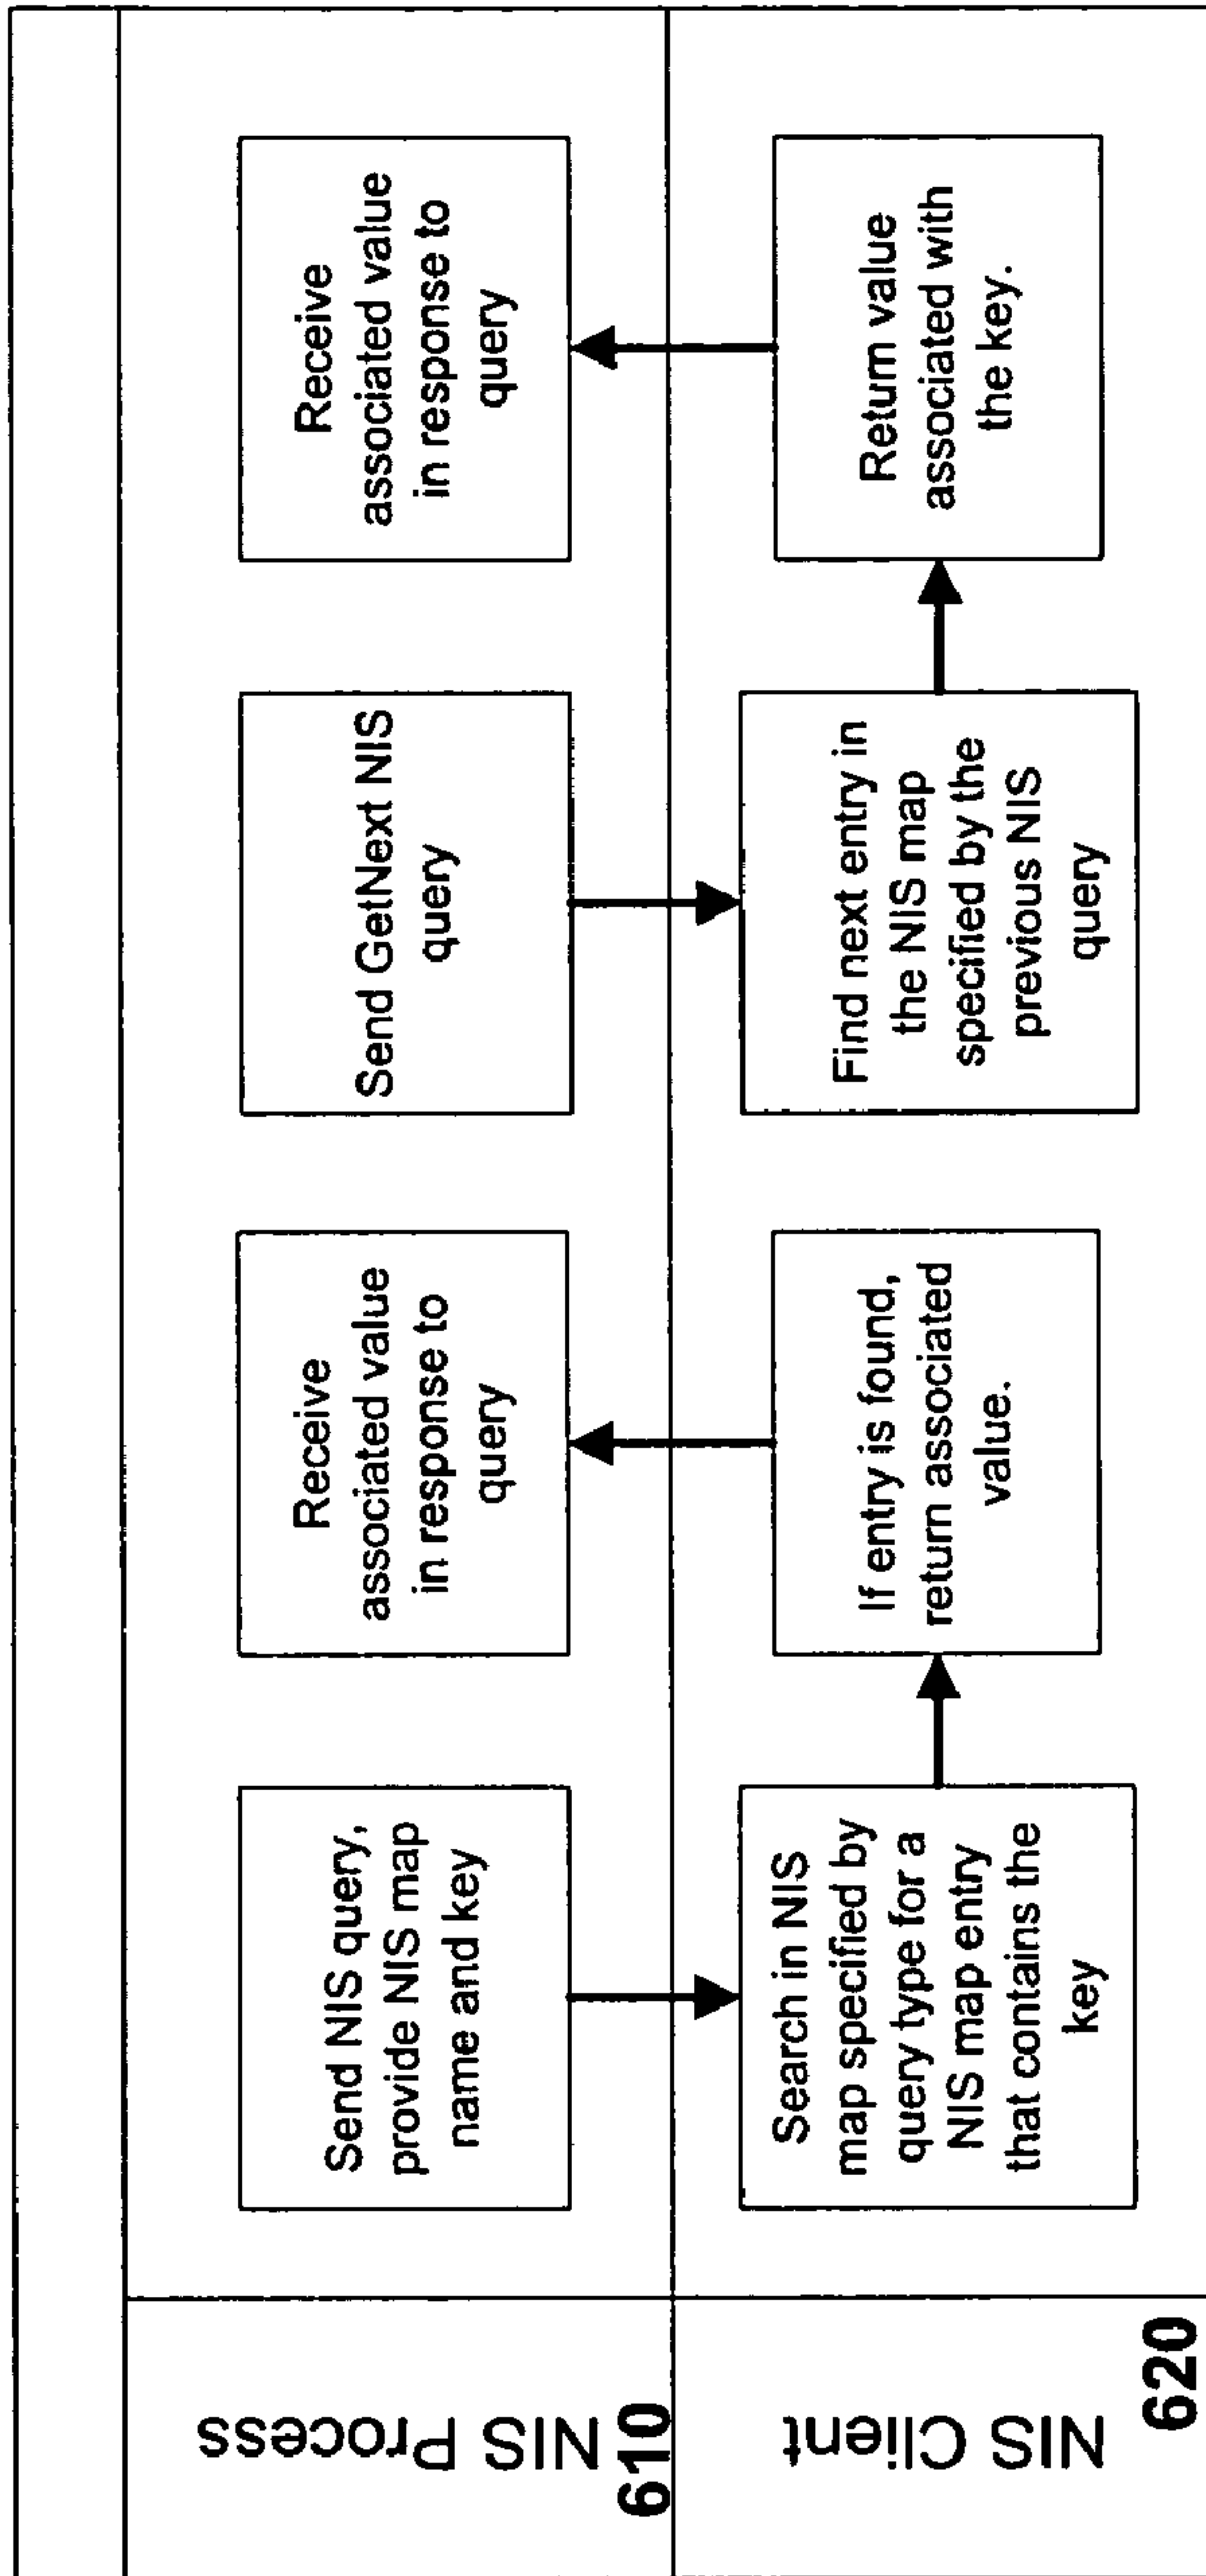 NIS Process
610
Send NIS query,
provide NIS map
name and key
Receive
associated value
in response to
query
Send GetNext NIS
query
Receive
associated value
in response to
query
NIS Client
620
Search in NIS
map specified by
query type for a
NIS map entry
that contains the
key
If entry is found,
return associated
value.
Find next entry in
the NIS map
specified by the
previous NIS
query
Return value
associated with
the key.